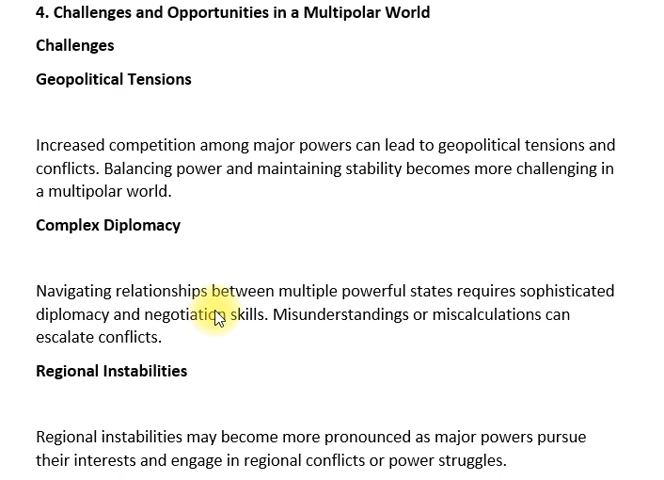 4. Challenges and Opportunities in a Multipolar World
Challenges
Geopolitical Tensions
Increased competition among major powers can lead to geopolitical tensions and
conflicts. Balancing power and maintaining stability becomes more challenging in
a multipolar world.
Complex Diplomacy
Navigating relationships between multiple powerful states requires sophisticated
diplomacy and negotiation skills. Misunderstandings or miscalculations can
escalate conflicts.
Regional Instabilities
Regional instabilities may become more pronounced as major powers pursue
their interests and engage in regional conflicts or power struggles.